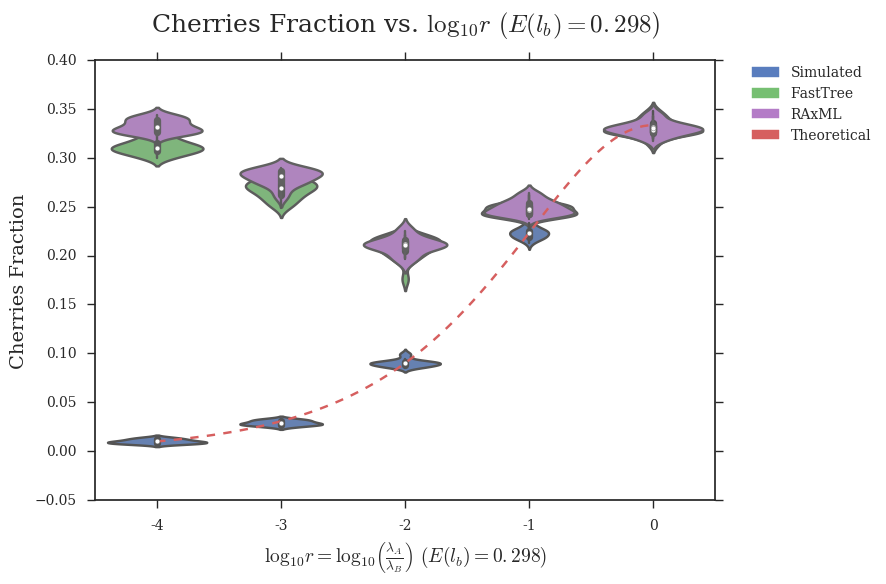 Cherries Fraction vs. log₁₀r (E(l_b)=0.298)
Simulated
FastTree
RAxML
Theoretical
Cherries Fraction
0.40
0.35
0.30
0.25
0.20
0.15
0.10
0.05
0.00
−0.05
-4 -3 -2 -1 0
log₁₀r=log₁₀(λ_A/λ_B) (E(l_b)=0.298)